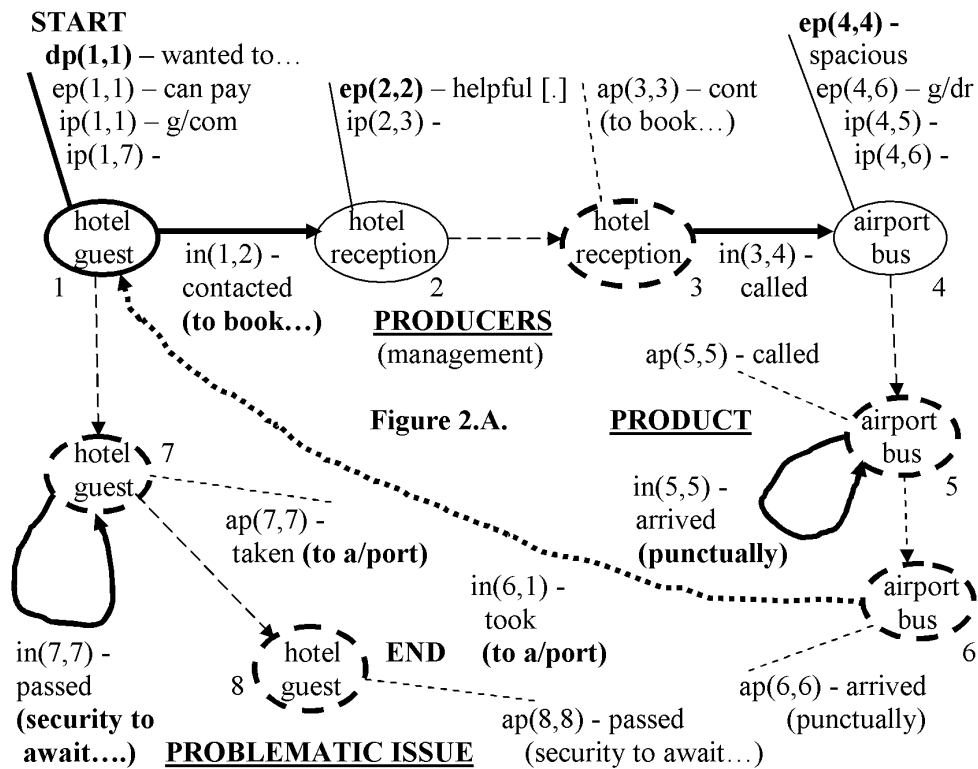 START
dp(1,1) – wanted to…
ep(1,1) – can pay
ip(1,1) – g/com
ip(1,7) -
ep(2,2) – helpful [.]
ip(2,3) -
ap(3,3) – cont
(to book…)
ep(4,4) -
spacious
ep(4,6) – g/dr
ip(4,5) -
ip(4,6) -
hotel
guest
1
in(1,2) -
contacted
(to book…)
hotel
reception
2
hotel
reception
3
in(3,4) -
called
airport
bus
4
PRODUCERS
(management)
ap(5,5) - called
Figure 2.A.
PRODUCT
airport
bus
5
in(5,5) -
arrived
(punctually)
hotel
guest
7
ap(7,7) -
taken (to a/port)
in(6,1) -
took
(to a/port)
airport
bus
6
in(7,7) -
passed
(security to
await….)
hotel
guest
8
END
ap(6,6) - arrived
(punctually)
ap(8,8) - passed
(security to await…)
PROBLEMATIC ISSUE